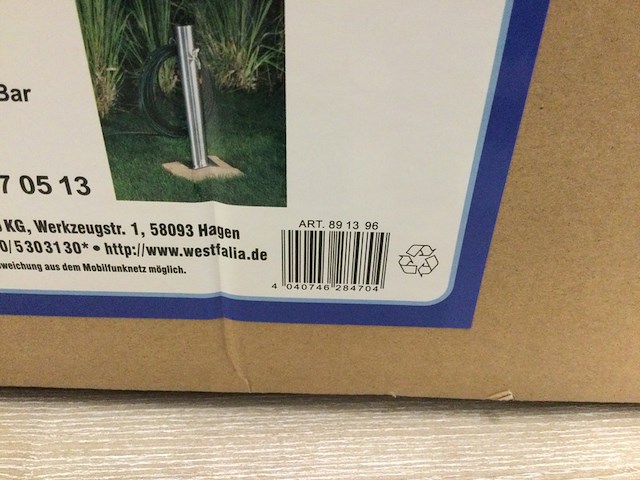 Bar
7 05 13
KG, Werkzeugstr. 1, 58093 Hagen
0/5303130* • http://www.westfalia.de
weichung aus dem Mobilfunknetz möglich.
ART. 89 13 96
4 040746 284704